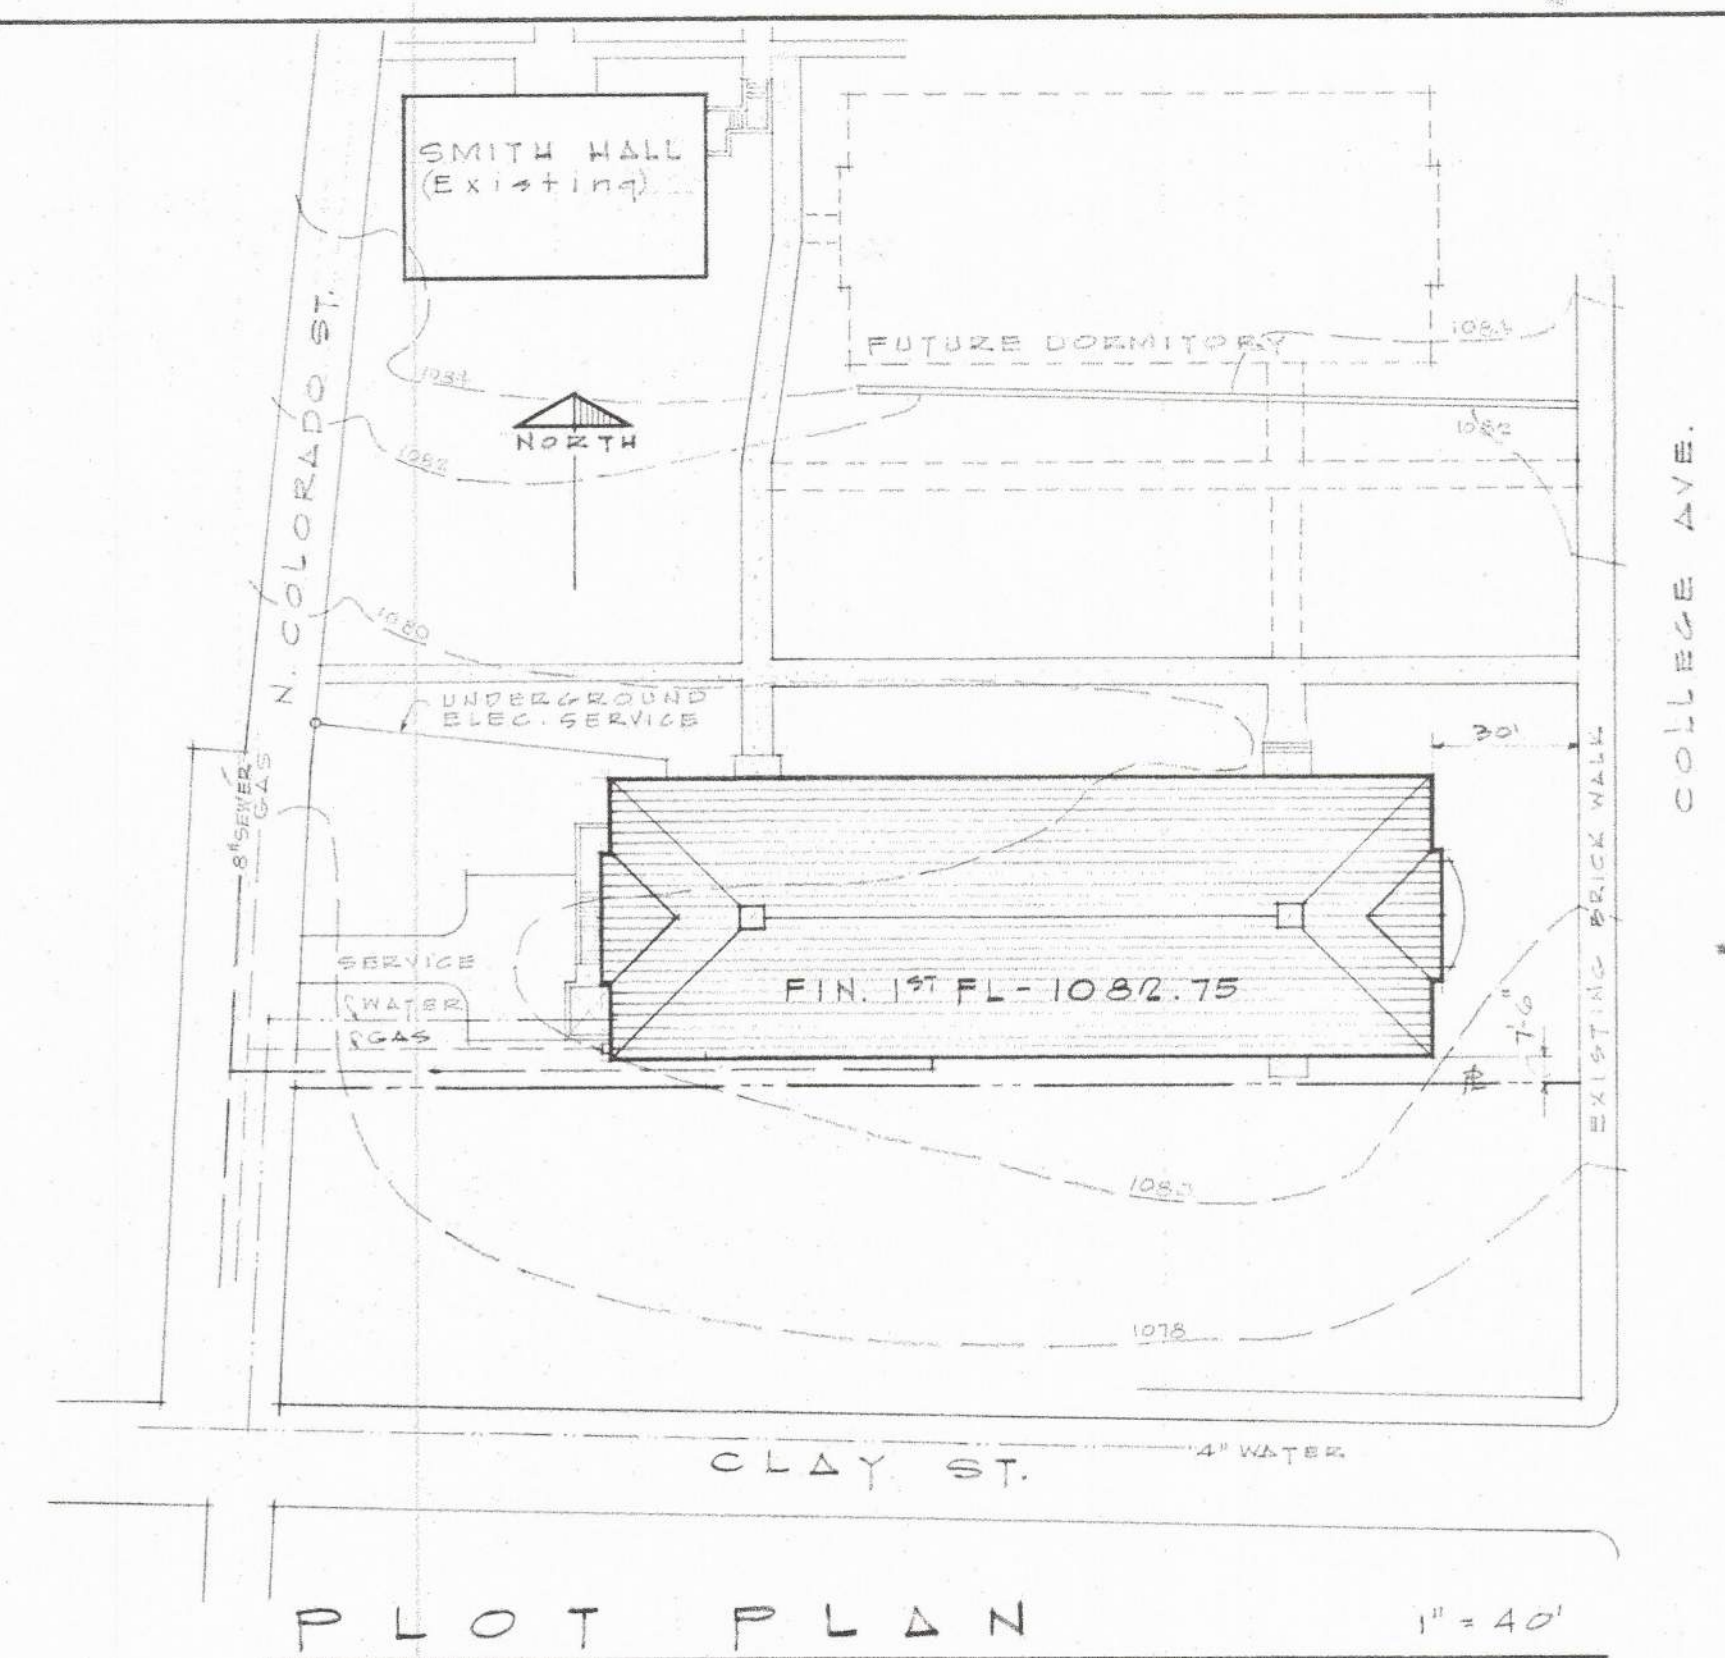 SMITH HALL
(Existing)
N. COLORADO ST.
FUTURE DORMITORY
1084
1084
1082
1082
NORTH
COLLEGE AVE.
1080
UNDERGROUND
ELEC. SERVICE
30'
8" SEWER
GAS
EXISTING BRICK WALK
SERVICE
WATER
GAS
FIN. 1ST FL - 1082.75
7'-6"
PL
1078
4" WATER
CLAY ST.
PLOT PLAN
1" = 40'